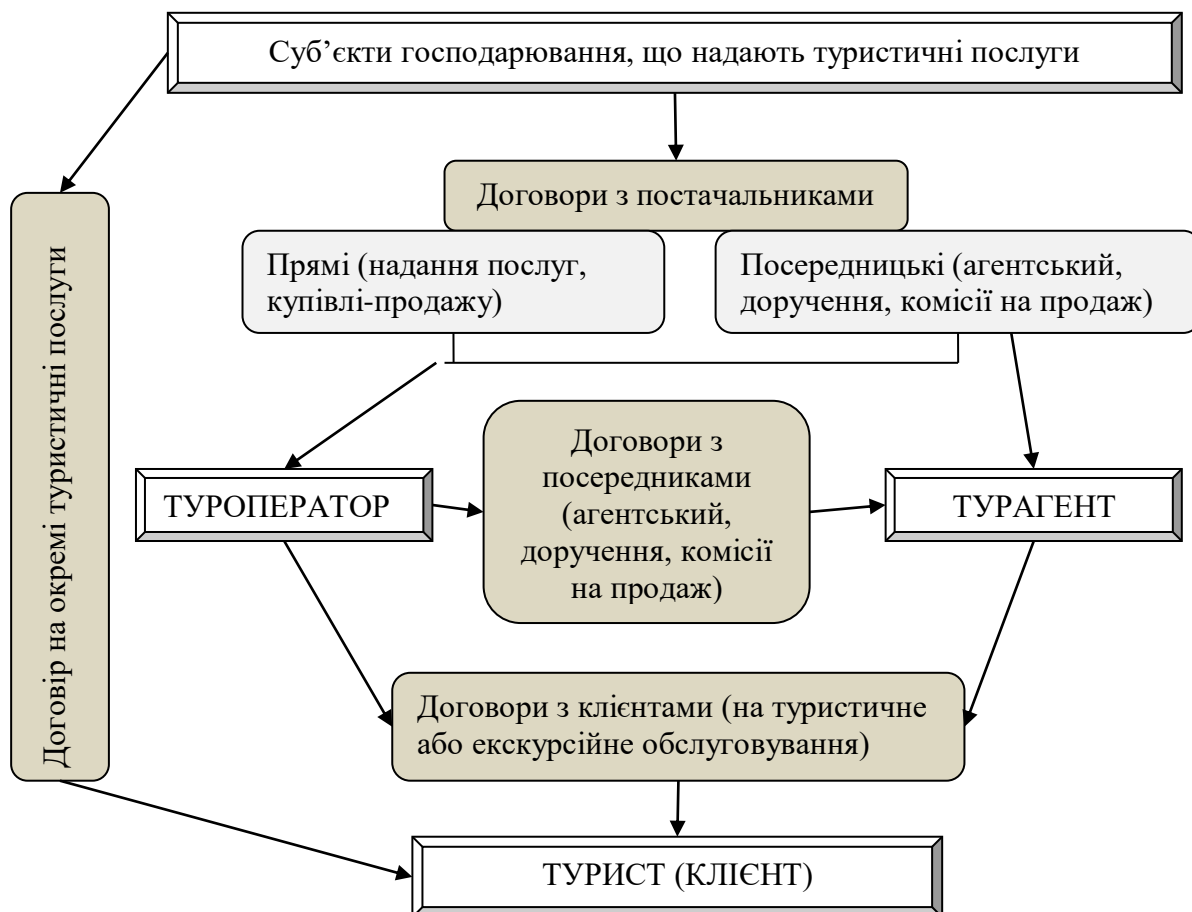 Суб’єкти господарювання, що надають туристичні послуги
Договір на окремі туристичні послуги
Договори з постачальниками
Прямі (надання послуг,
купівлі-продажу)
Посередницькі (агентський,
доручення, комісії на продаж)
ТУРОПЕРАТОР
Договори з
посередниками
(агентський,
доручення, комісії
на продаж)
ТУРАГЕНТ
Договори з клієнтами (на туристичне
або екскурсійне обслуговування)
ТУРИСТ (КЛІЄНТ)